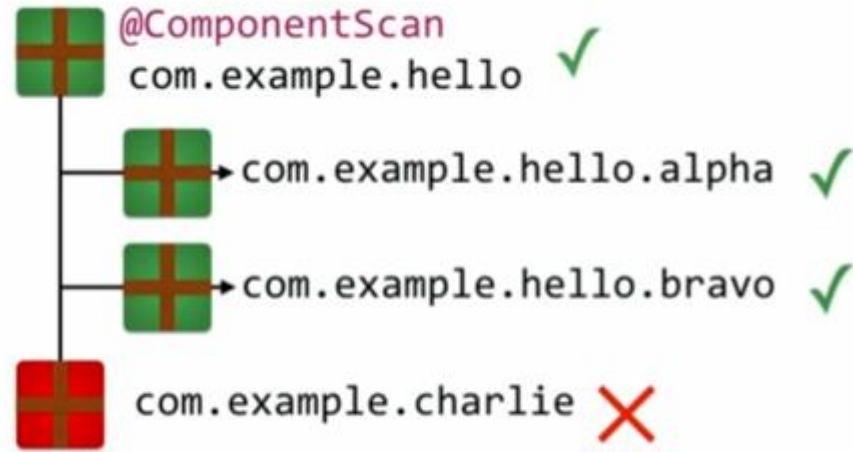 @ComponentScan
com.example.hello
com.example.hello.alpha
com.example.hello.bravo
com.example.charlie